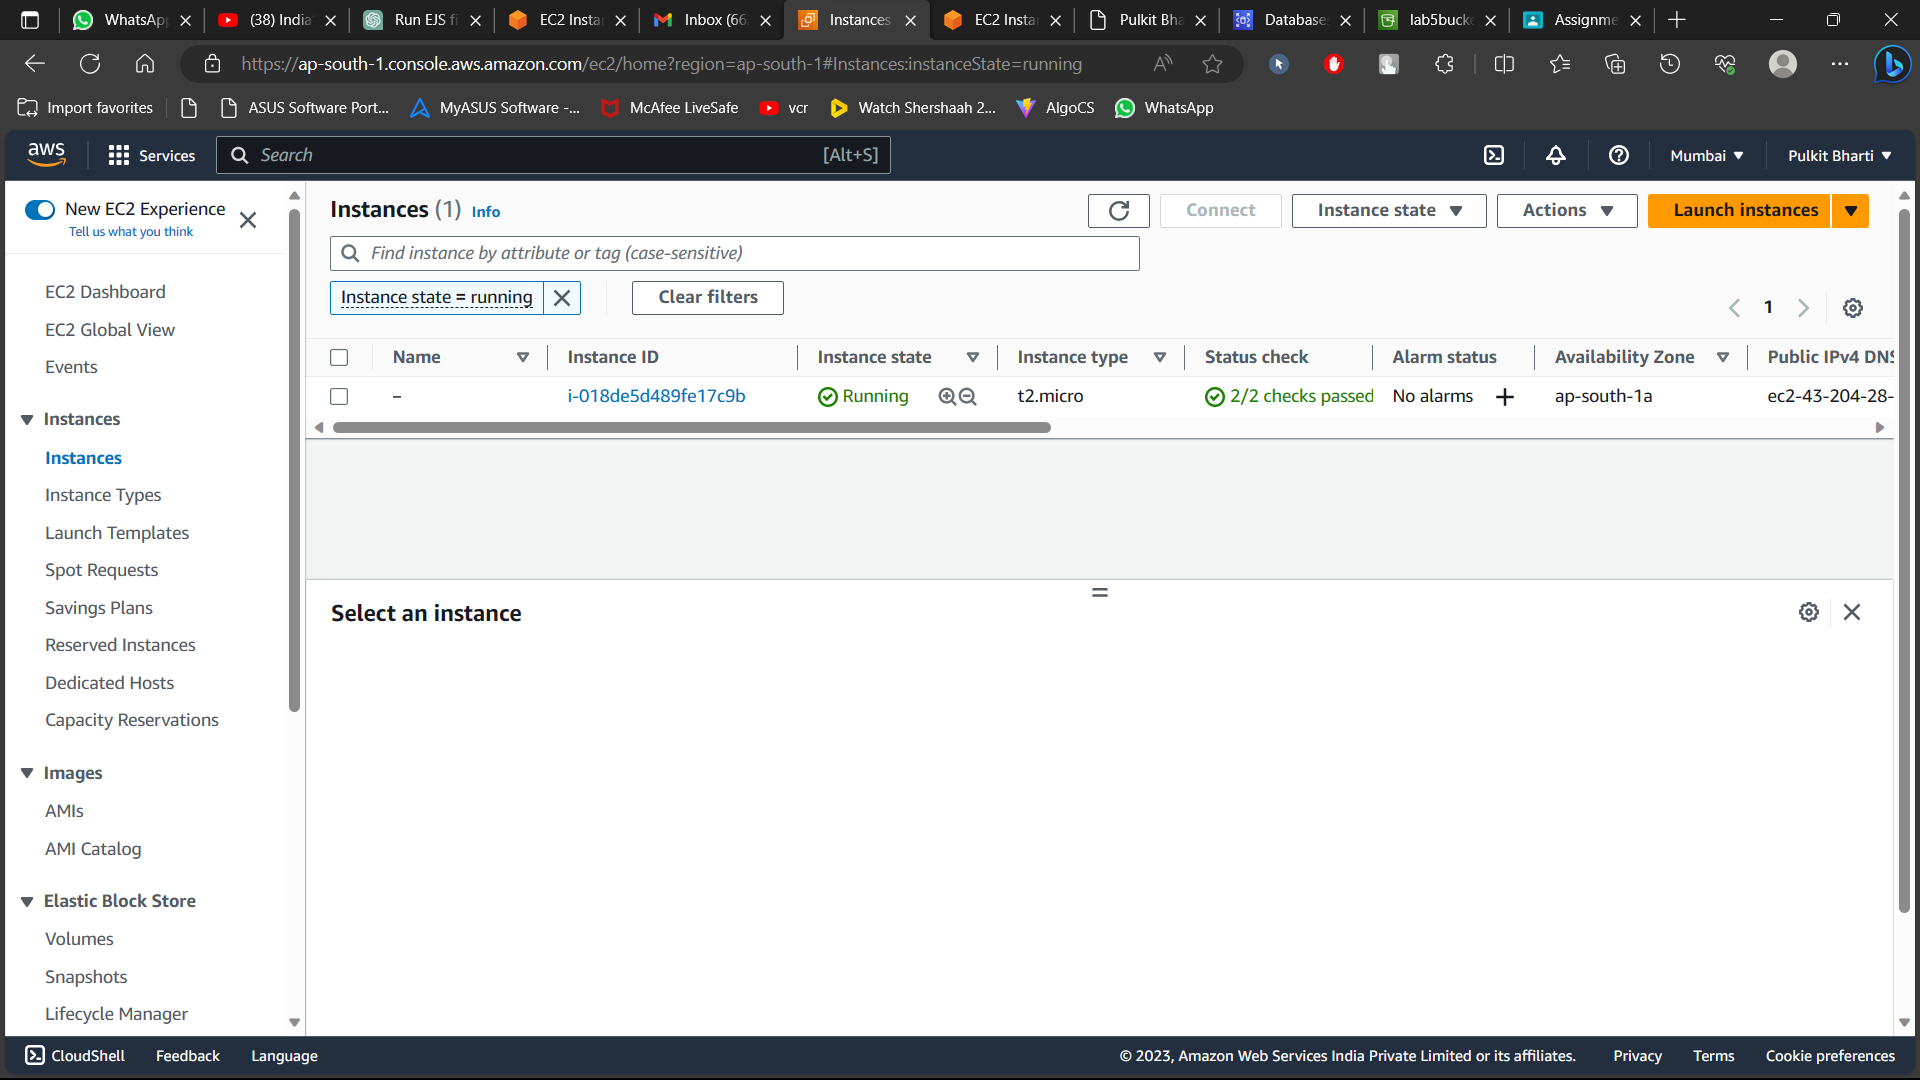 WhatsApp
(38) India
Run EJS fi
EC2 Insta
Inbox (66
Instances
EC2 Insta
Pulkit Bha
Database
lab5bucke
Assignme
https://ap-south-1.console.aws.amazon.com/ec2/home?region=ap-south-1#Instances:instanceState=running
Import favorites
ASUS Software Port...
MyASUS Software -...
McAfee LiveSafe
vcr
Watch Shershaah 2...
AlgoCS
WhatsApp
aws
Services
Search
[Alt+S]
Mumbai
Pulkit Bharti
New EC2 Experience
Tell us what you think
EC2 Dashboard
EC2 Global View
Events
Instances
Instances
Instance Types
Launch Templates
Spot Requests
Savings Plans
Reserved Instances
Dedicated Hosts
Capacity Reservations
Images
AMIs
AMI Catalog
Elastic Block Store
Volumes
Snapshots
Lifecycle Manager
Instances (1) Info
Connect
Instance state
Actions
Launch instances
Find instance by attribute or tag (case-sensitive)
Instance state = running
Clear filters
1
Name Instance ID Instance state Instance type Status check Alarm status Availability Zone Public IPv4 DNS
– i-018de5d489fe17c9b Running t2.micro 2/2 checks passed No alarms + ap-south-1a ec2-43-204-28-
Select an instance
CloudShell Feedback Language © 2023, Amazon Web Services India Private Limited or its affiliates. Privacy Terms Cookie preferences